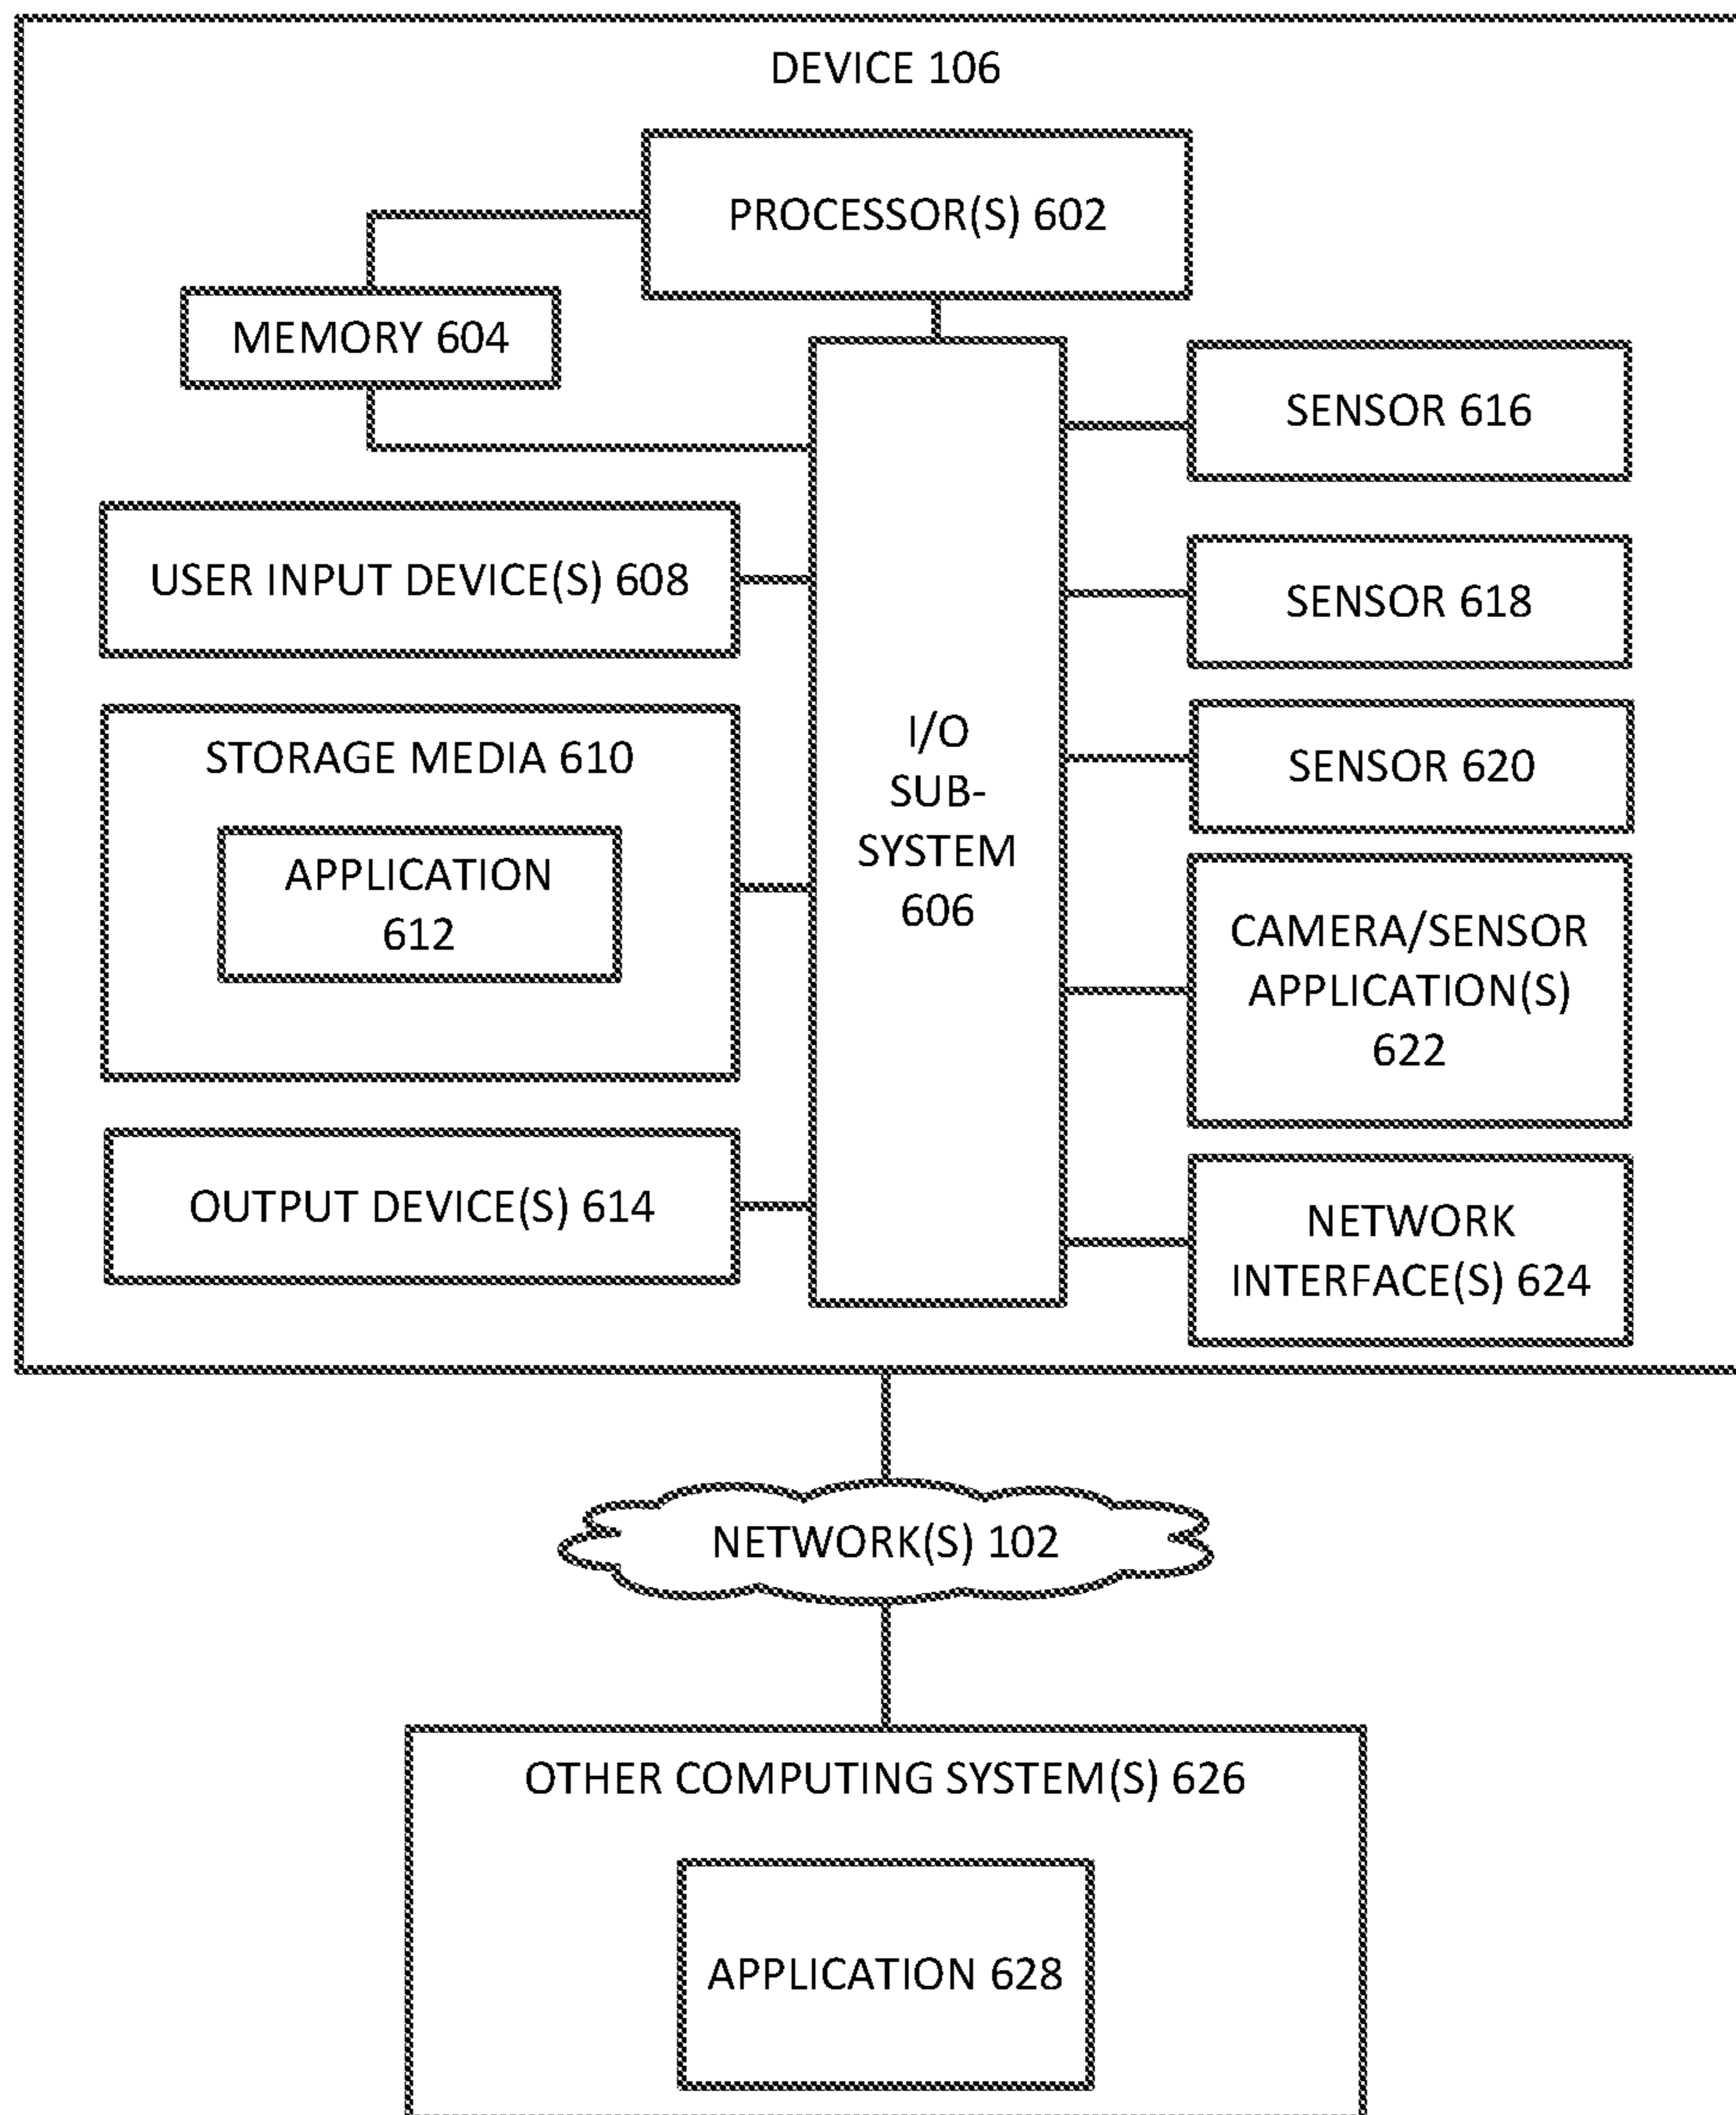 DEVICE 106
PROCESSOR(S) 602
MEMORY 604
USER INPUT DEVICE(S) 608
STORAGE MEDIA 610
APPLICATION
612
OUTPUT DEVICE(S) 614
I/O
SUB-
SYSTEM
606
SENSOR 616
SENSOR 618
SENSOR 620
CAMERA/SENSOR
APPLICATION(S)
622
NETWORK
INTERFACE(S) 624
NETWORK(S) 102
OTHER COMPUTING SYSTEM(S) 626
APPLICATION 628